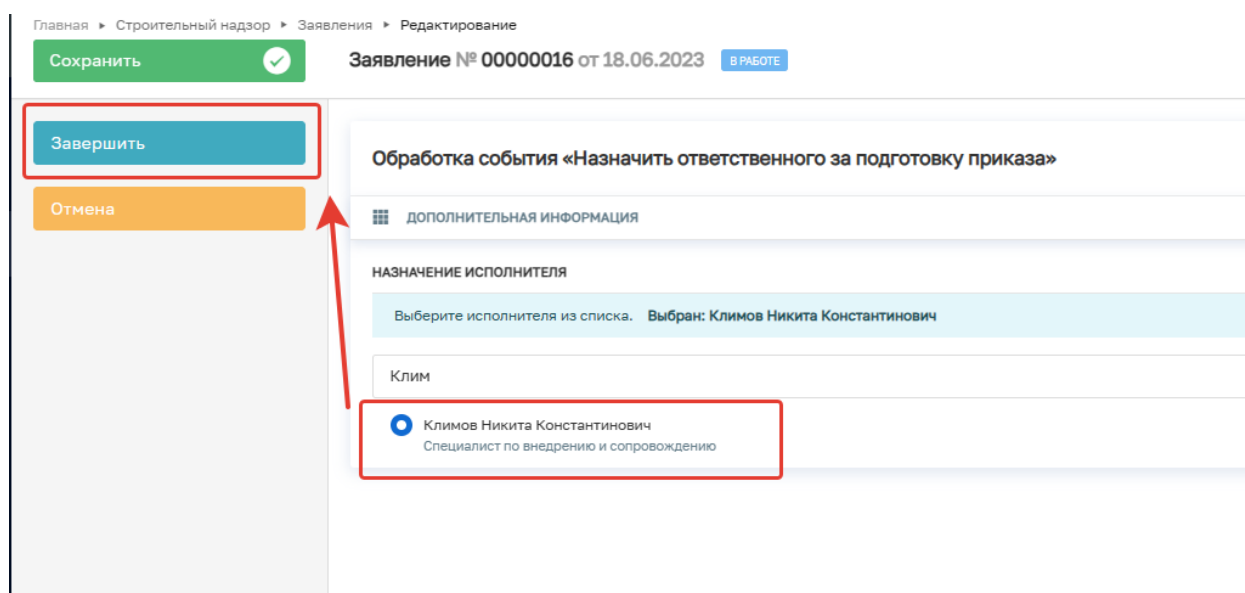 Главная ▸ Строительный надзор ▸ Заявления ▸ Редактирование
Сохранить
Заявление № 00000016 от 18.06.2023 В РАБОТЕ
Завершить
Отмена
Обработка события «Назначить ответственного за подготовку приказа»
ДОПОЛНИТЕЛЬНАЯ ИНФОРМАЦИЯ
НАЗНАЧЕНИЕ ИСПОЛНИТЕЛЯ
Выберите исполнителя из списка. Выбран: Климов Никита Константинович
Клим
Климов Никита Константинович
Специалист по внедрению и сопровождению